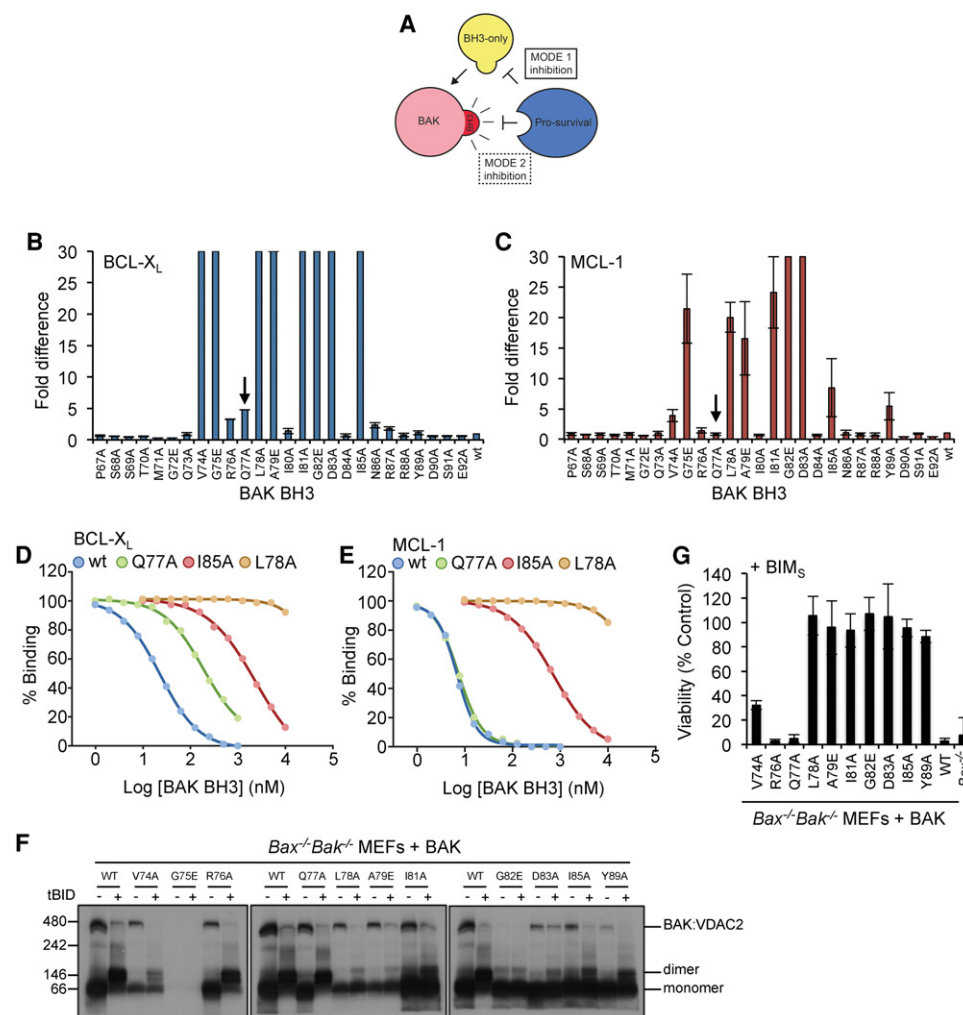 A
BH3-only
MODE 1
inhibition
BAK
BH3
Pro-survival
MODE 2
inhibition
B
BCL-XL
Fold difference
30
25
20
15
10
5
0
P67A S68A S69A T70A M71A G72E Q73A V74A G75E R76A Q77A L78A A79E I80A I81A G82E D83A D84A I85A N86A R87A R88A Y89A D90A S91A E92A wt
BAK BH3
C
MCL-1
Fold difference
30
25
20
15
10
5
0
P67A S68A S69A T70A M71A G72E Q73A V74A G75E R76A Q77A L78A A79E I80A I81A G82E D83A D84A I85A N86A R87A R88A Y89A D90A S91A E92A wt
BAK BH3
D
BCL-XL
wt Q77A I85A L78A
% Binding
120
100
80
60
40
20
0
0 1 2 3 4 5
Log [BAK BH3] (nM)
E
MCL-1
wt Q77A I85A L78A
% Binding
120
100
80
60
40
20
0
0 1 2 3 4 5
Log [BAK BH3] (nM)
G
+ BIMS
Viability (% Control)
140
120
100
80
60
40
20
0
V74A R76A Q77A L78A A79E I81A G82E D83A I85A Y89A WT
Bax-/-Bak-/- MEFs + BAK
F
Bax-/-Bak-/- MEFs + BAK
WT V74A G75E R76A WT Q77A L78A A79E I81A WT G82E D83A I85A Y89A
tBID - + - + - + - + - + - + - + - + - + - + - + - + - + - +
480
242
146
66
BAK:VDAC2
dimer
monomer